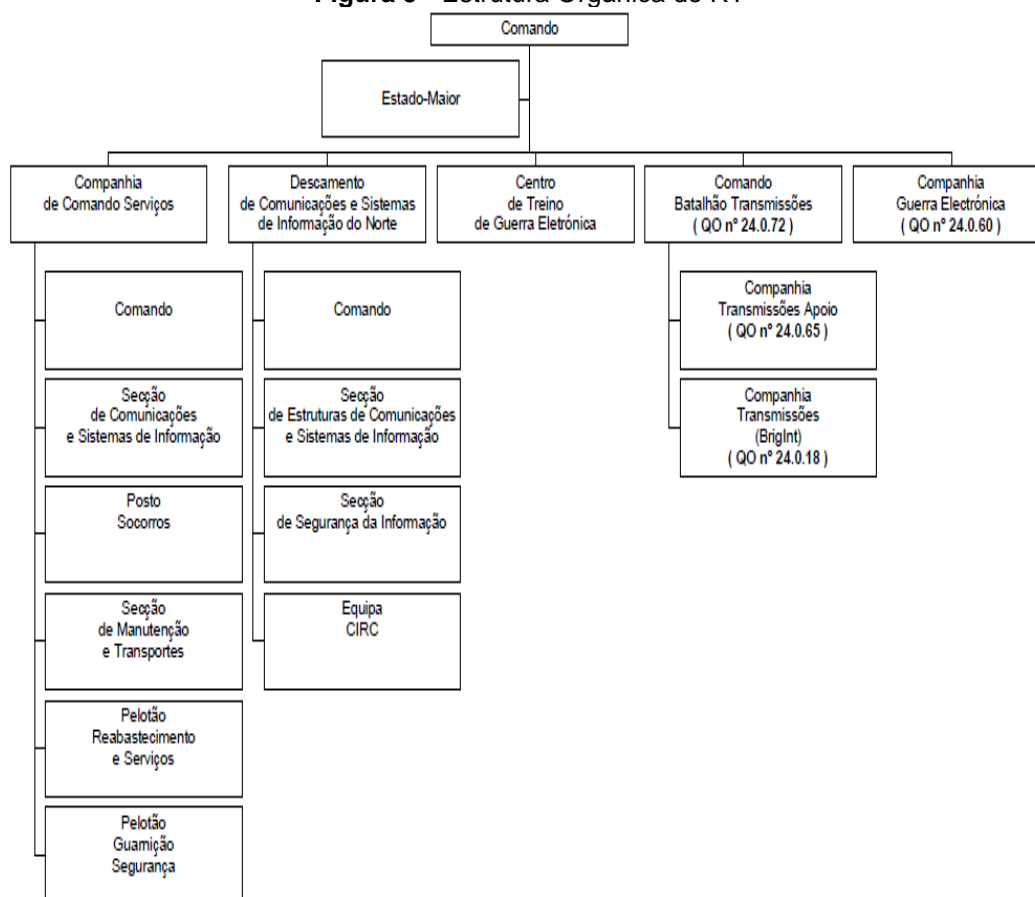 Estrutura Orgânica do RT
Comando
Estado-Maior
Companhia
de Comando Serviços
Descamento
de Comunicações e Sistemas
de Informação do Norte
Centro
de Treino
de Guerra Eletrónica
Comando
Batalhão Transmissões
( QO nº 24.0.72 )
Companhia
Guerra Electrónica
( QO nº 24.0.60 )
Comando
Secção
de Comunicações
e Sistemas de Informação
Posto
Socorros
Secção
de Manutenção
e Transportes
Pelotão
Reabastecimento
e Serviços
Pelotão
Guarnição
Segurança
Comando
Secção
de Estruturas de Comunicações
e Sistemas de Informação
Secção
de Segurança da Informação
Equipa
CIRC
Companhia
Transmissões Apoio
( QO nº 24.0.65 )
Companhia
Transmissões
(BrigInt)
( QO nº 24.0.18 )